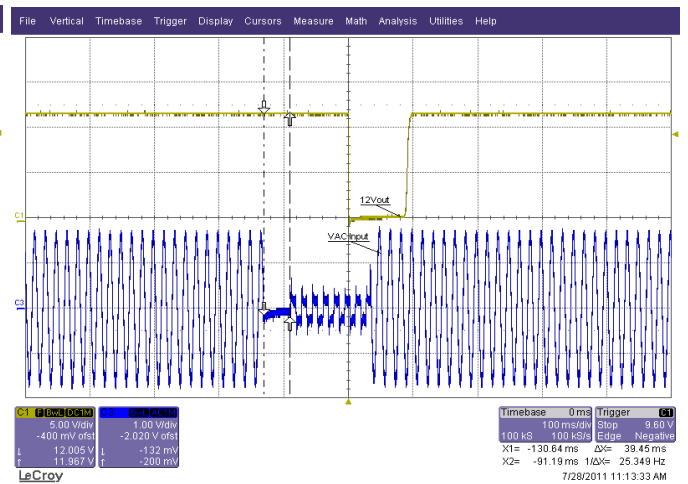 File Vertical Timebase Trigger Display Cursors Measure Math Analysis Utilities Help
12Vout
C1
VAC Input
C3
C1 F BwL DC1M
5.00 V/div
-400 mV ofst
12.005 V
11.967 V
1.00 V/div
-2.020 V ofst
-132 mV
-200 mV
Timebase 0 ms
100 ms/div
100 kS 100 kS/s
Trigger C1
Stop 9.60 V
Edge Negative
X1= -130.64 ms ΔX= 39.45 ms
X2= -91.19 ms 1/ΔX= 25.349 Hz
LeCroy
7/28/2011 11:13:33 AM